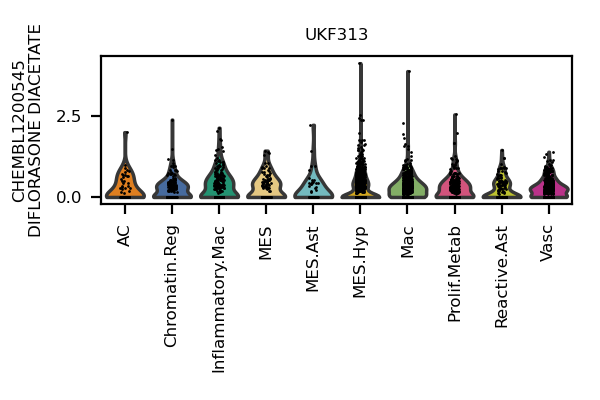 UKF313
CHEMBL1200545
DIFLORASONE DIACETATE
2.5
0.0
AC
Chromatin.Reg
Inflammatory.Mac
MES
MES.Ast
MES.Hyp
Mac
Prolif.Metab
Reactive.Ast
Vasc